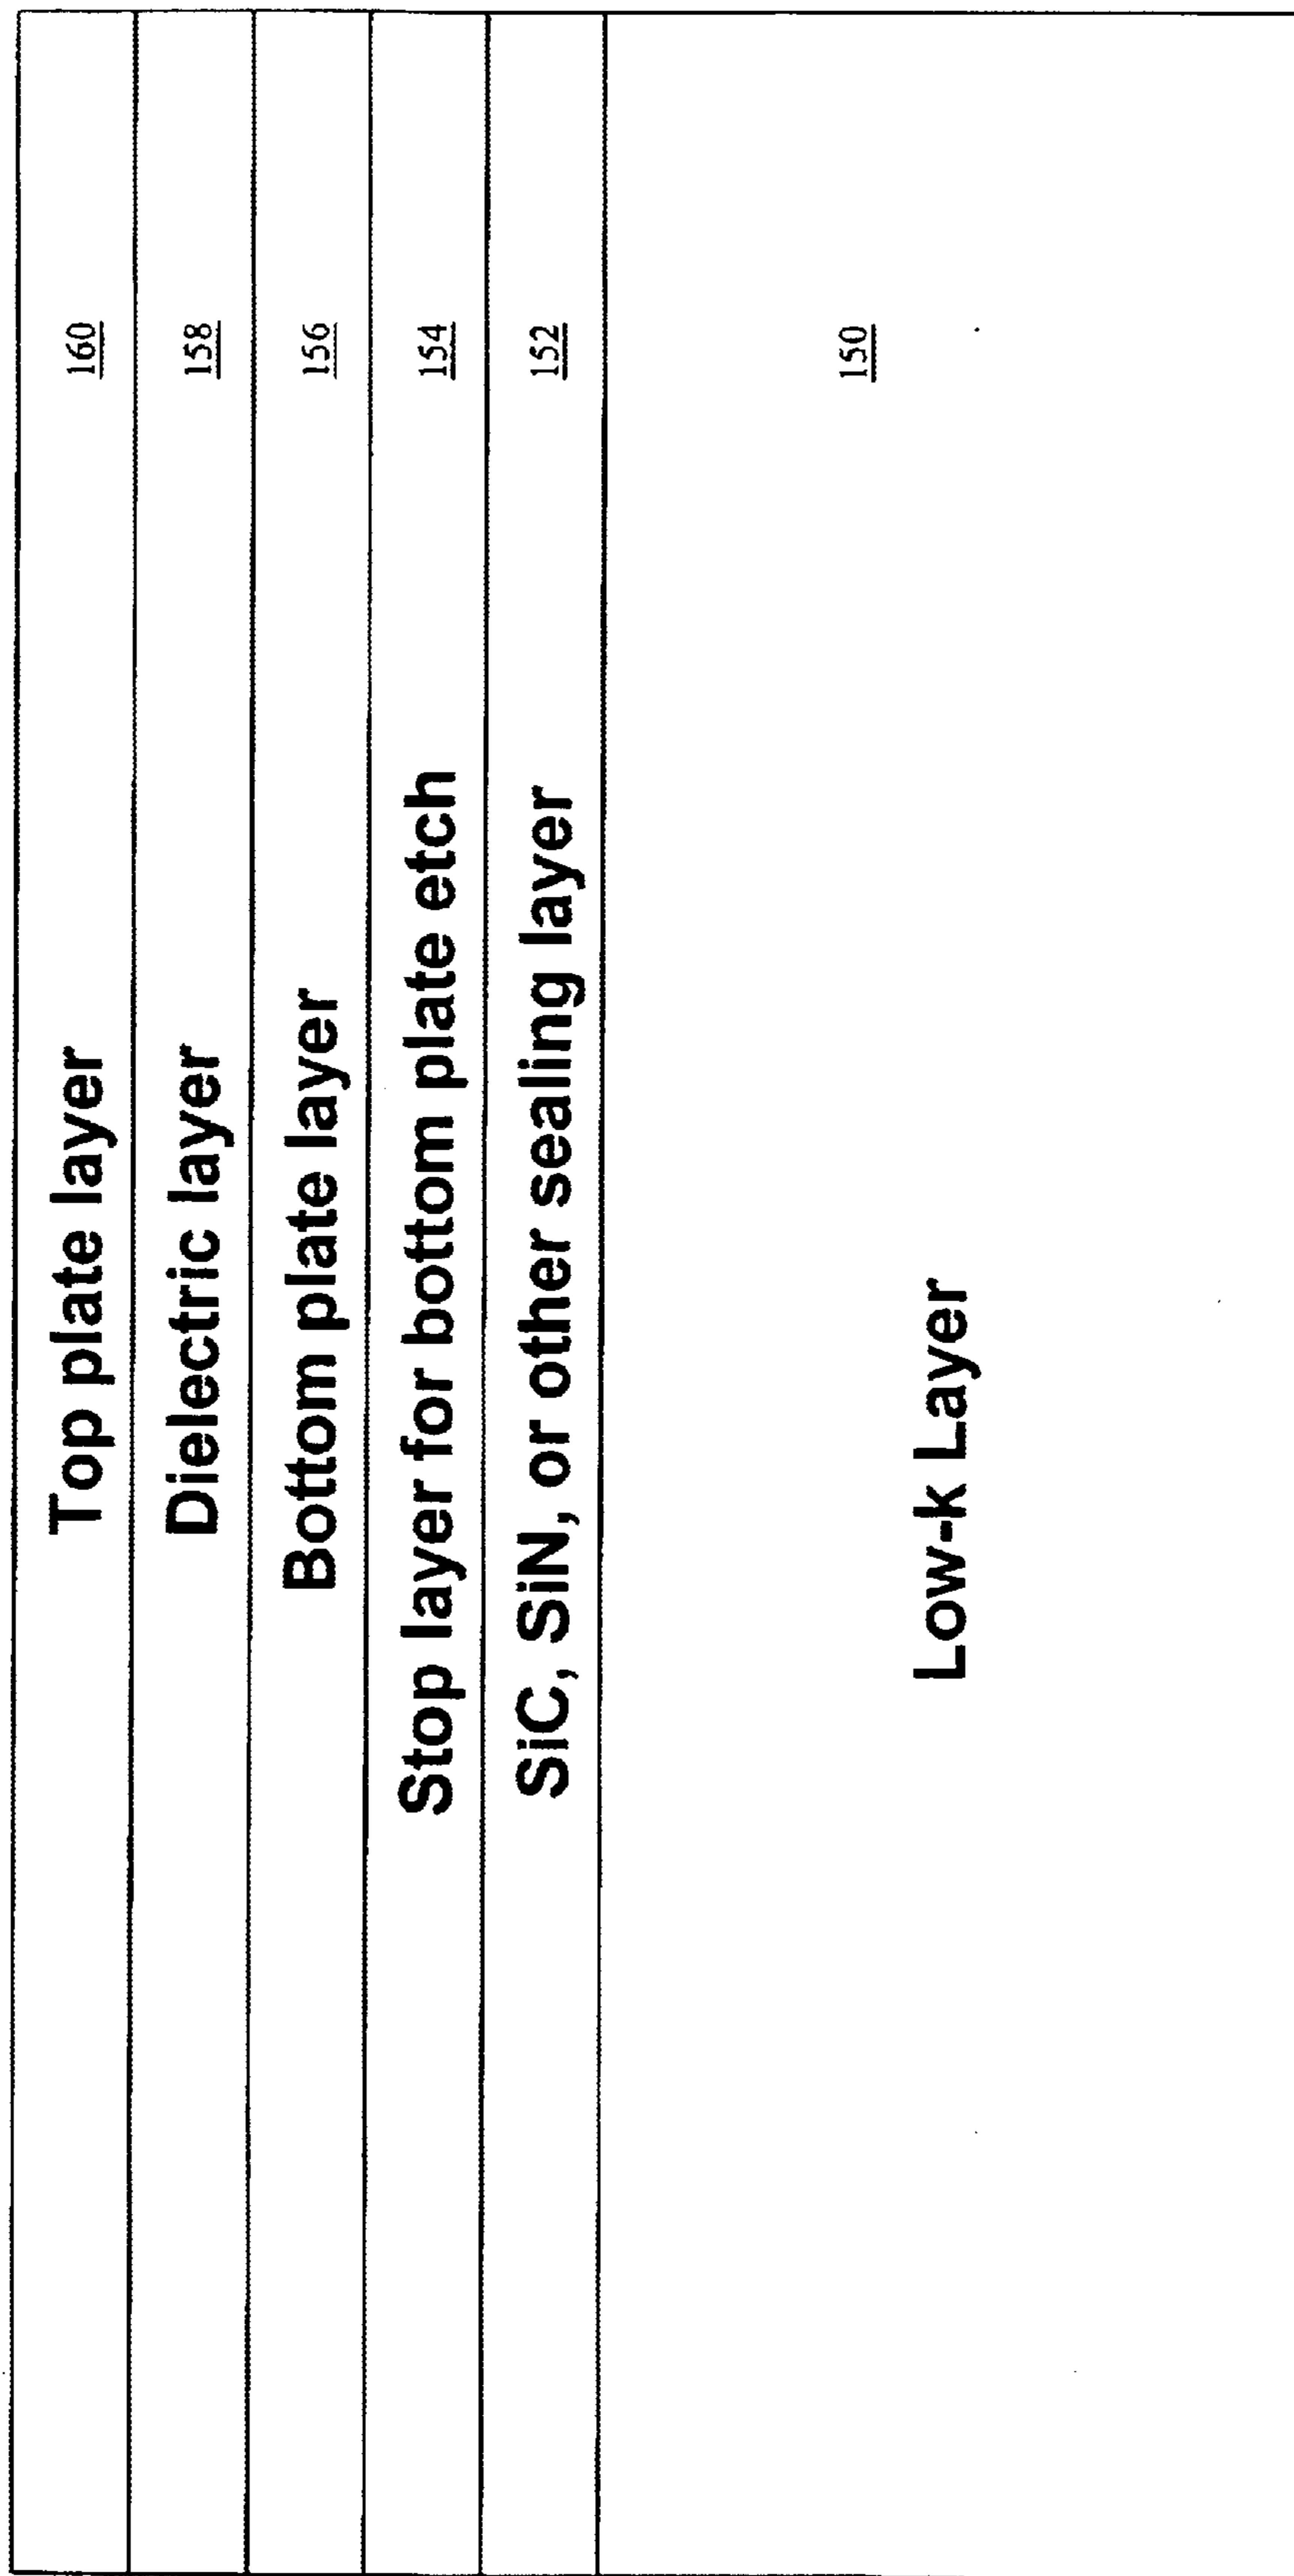 Top plate layer 160
Dielectric layer 158
Bottom plate layer 156
Stop layer for bottom plate etch 154
SiC, SiN, or other sealing layer 152
150
Low-k Layer